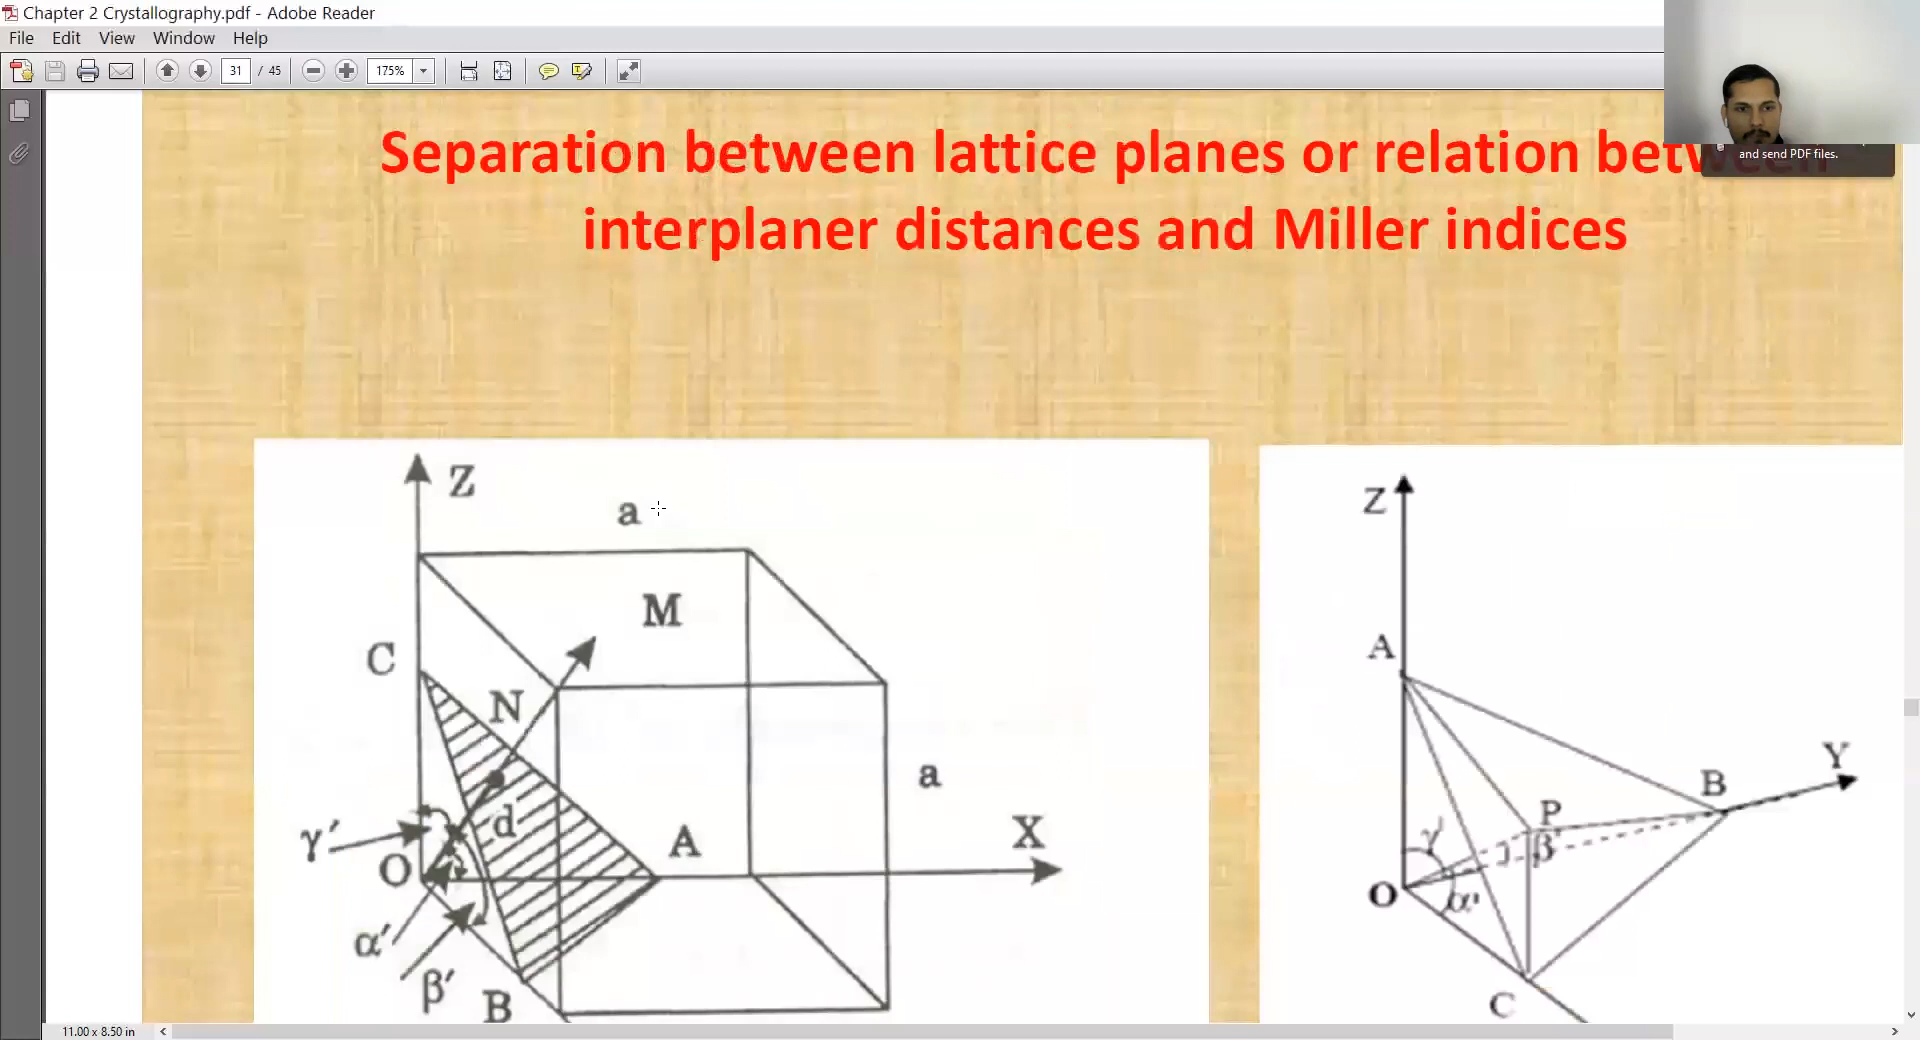 Chapter 2 Crystallography.pdf - Adobe Reader
File Edit View Window Help
31 / 45 175%
and send PDF files.
Separation between lattice planes or relation between
interplaner distances and Miller indices
Z
a
M
C
N
a
d
γ′
A
X
O
α′
β′
B
Z
A
Y
B
P
γ'
β'
O
α'
C
11.00 x 8.50 in